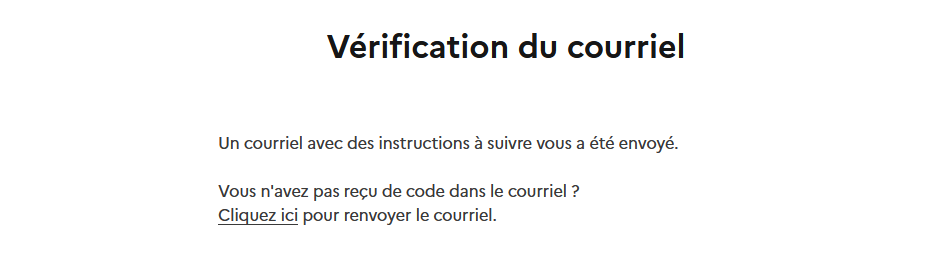 Vérification du courriel
Un courriel avec des instructions à suivre vous a été envoyé.
Vous n'avez pas reçu de code dans le courriel ?
Cliquez ici pour renvoyer le courriel.